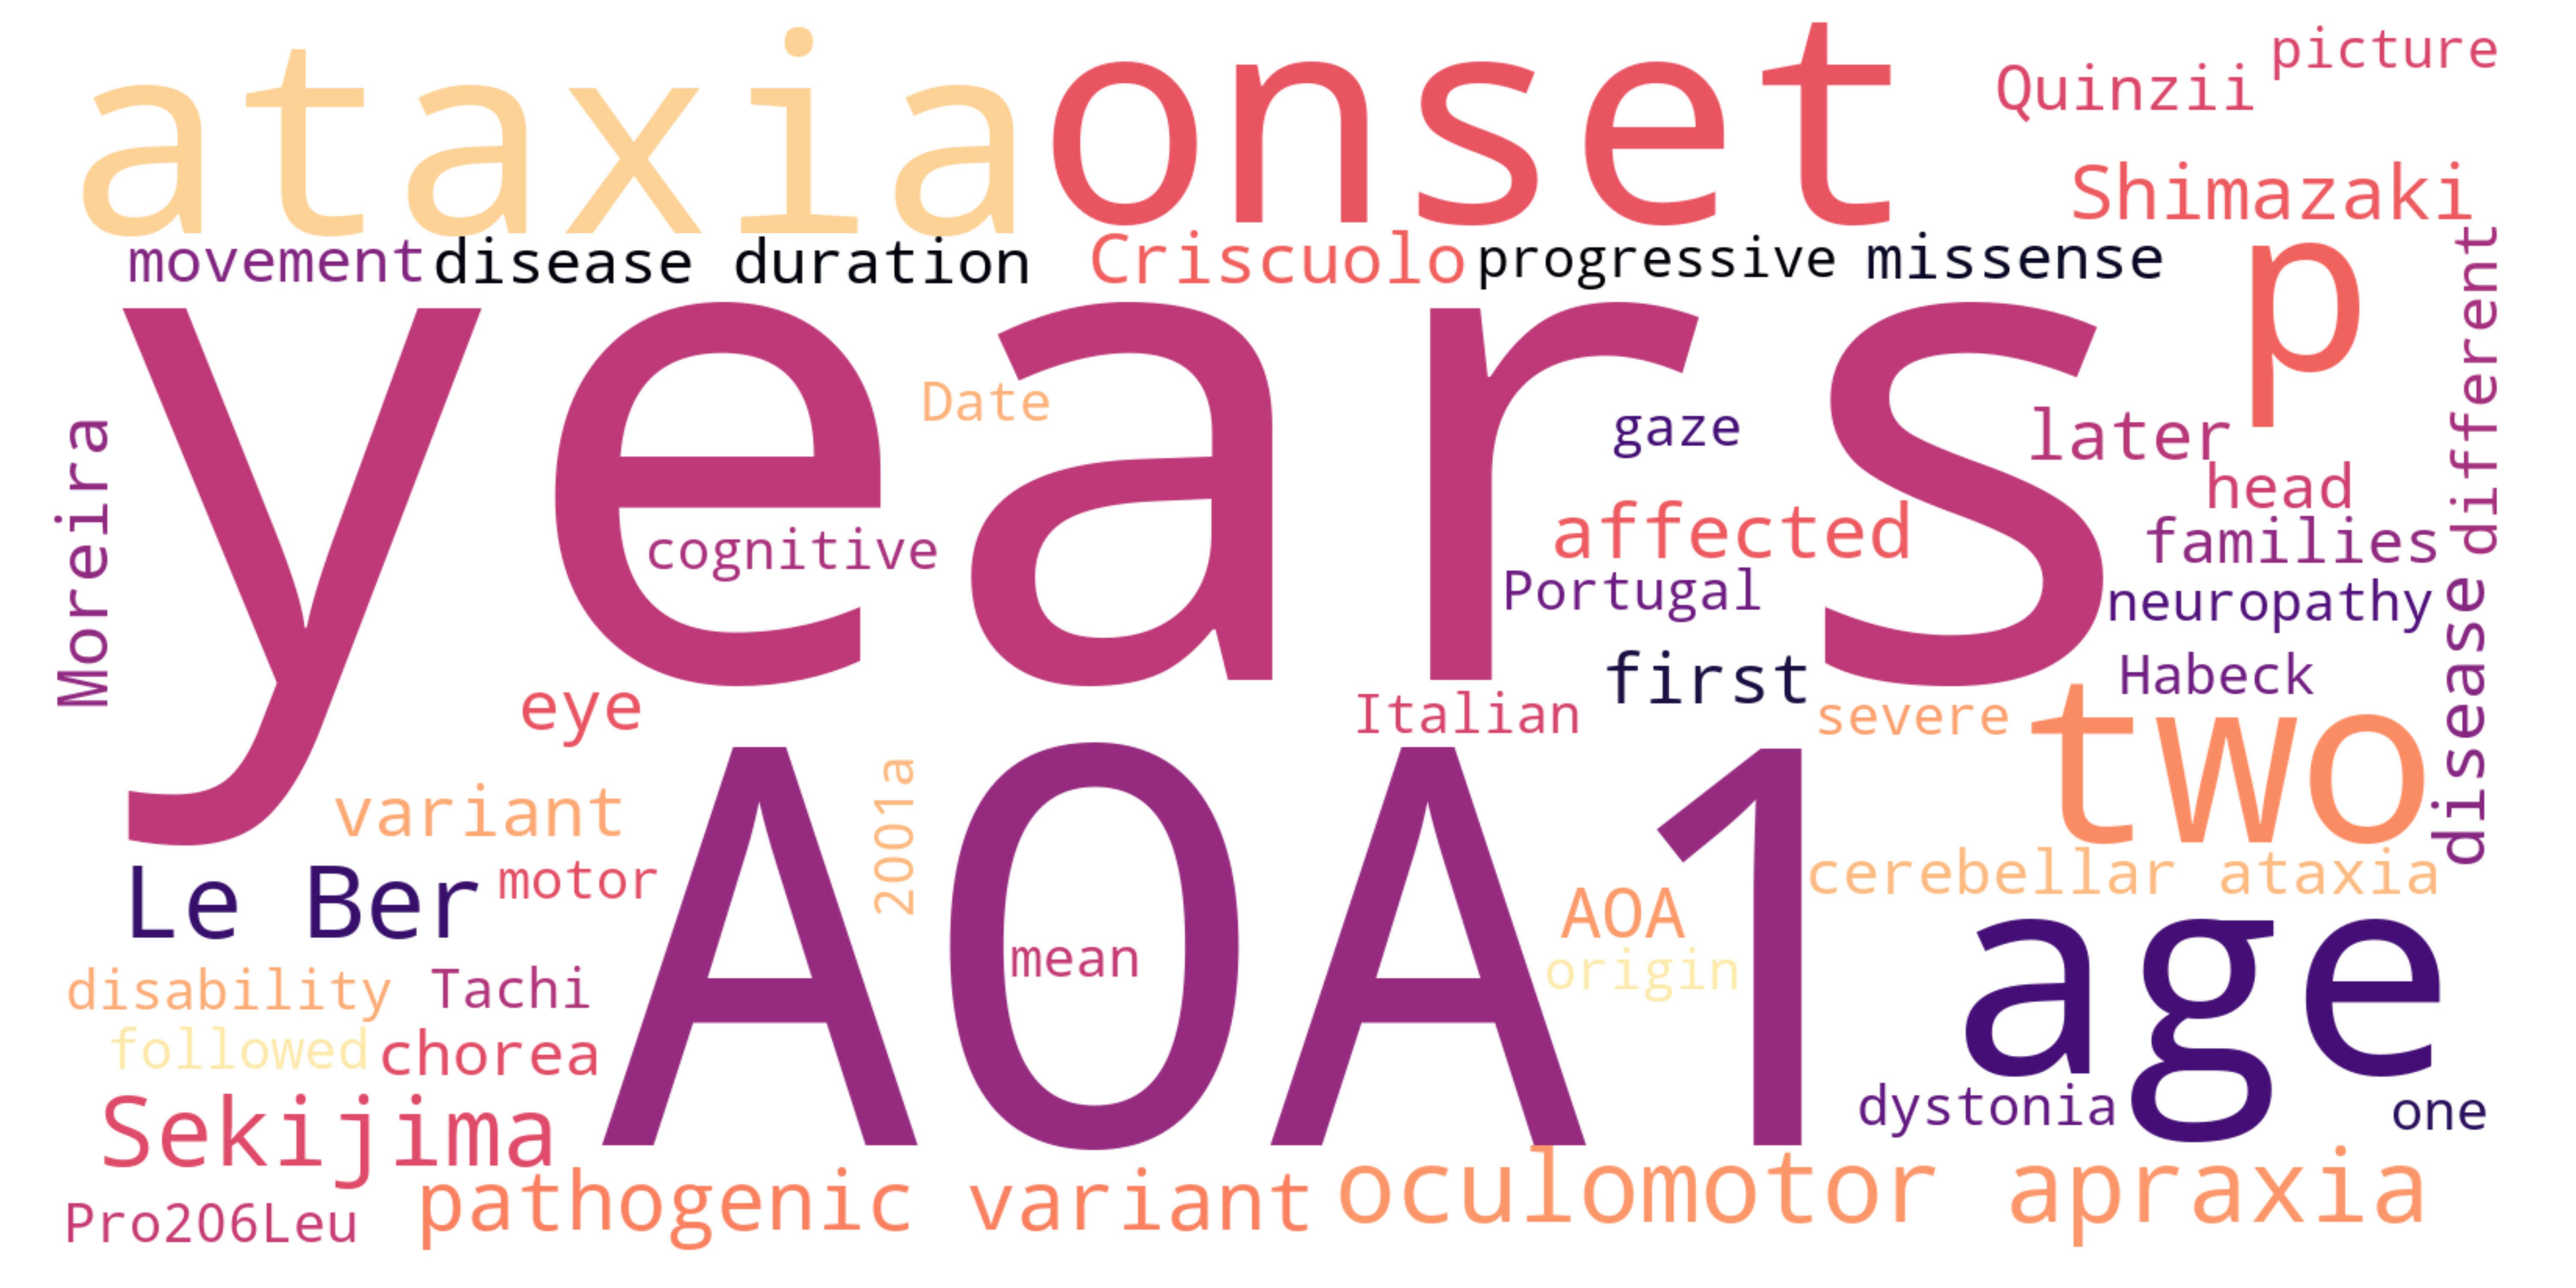 ataxia
onset
Quinzii
picture
Shimazaki
movement
disease duration
Criscuolo
progressive
missense
p
different
years
Date
gaze
later
Moreira
head
cognitive
affected
families
Portugal
neuropathy
disease
eye
Italian
first
Habeck
severe
two
variant
2001a
AOA1
cerebellar ataxia
Le Ber
motor
AOA
age
mean
origin
disability
Tachi
followed
chorea
dystonia
one
Sekijima
pathogenic variant
oculomotor apraxia
Pro206Leu